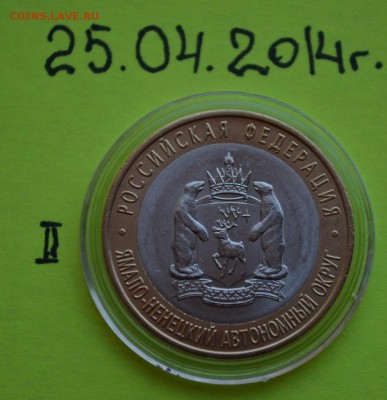 COINS.LAVE.RU
25.04.2014г.
РОССИЙСКАЯ ФЕДЕРАЦИЯ
II
ЯМАЛО-НЕНЕЦКИЙ АВТОНОМНЫЙ ОКРУГ